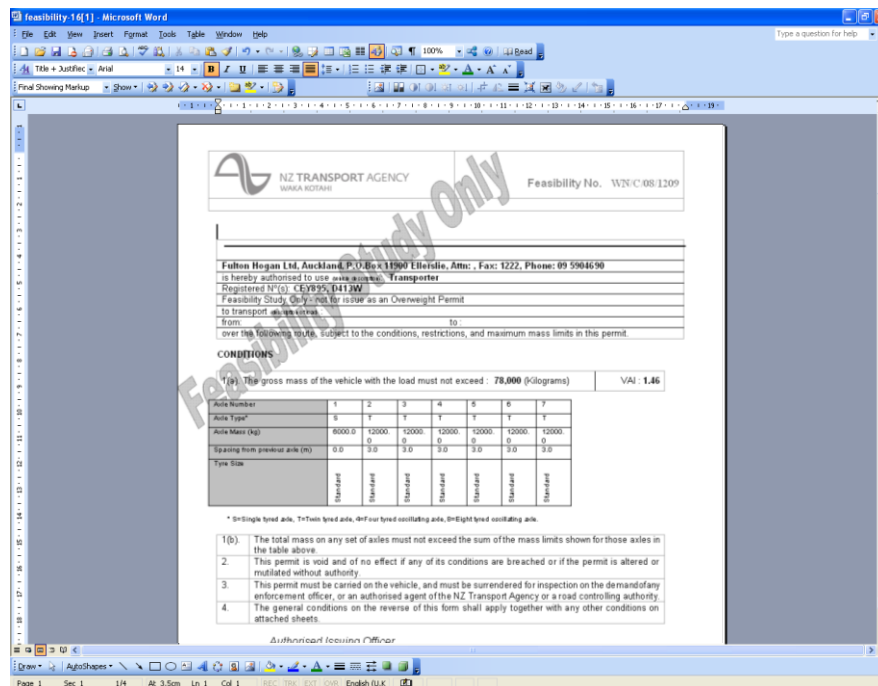 feasibility-16[1] - Microsoft Word
File Edit View Insert Format Tools Table Window Help
Type a question for help
100%
Read
Title + Justified Arial 14 B I U
Final Showing Markup Show
NZ TRANSPORT AGENCY
WAKA KOTAHI
Feasibility No. WN/C/08/1209
Feasibility Study Only
Fulton Hogan Ltd, Auckland, P.O.Box 11900 Ellerslie, Attn: , Fax: 1222, Phone: 09 5904690
is hereby authorised to use Transporter
Registered Nº(s): CEY895, D413W
Feasibility Study Only - not for issue as an Overweight Permit
to transport
from: to :
over the following route, subject to the conditions, restrictions, and maximum mass limits in this permit.
CONDITIONS
1(a). The gross mass of the vehicle with the load must not exceed : 78,000 (Kilograms) VAI : 1.46
Axle Number 1 2 3 4 5 6 7
Axle Type* S T T T T T T
Axle Mass (kg) 6000.0 12000.0 12000.0 12000.0 12000.0 12000.0 12000.0
Spacing from previous axle (m) 0.0 3.0 3.0 3.0 3.0 3.0 3.0
Tyre Size Standard Standard Standard Standard Standard Standard Standard
* S=Single tyred axle, T=Twin tyred axle, 4=Four tyred oscillating axle, 8=Eight tyred oscillating axle.
1(b). The total mass on any set of axles must not exceed the sum of the mass limits shown for those axles in
the table above.
2. This permit is void and of no effect if any of its conditions are breached or if the permit is altered or
mutilated without authority.
3. This permit must be carried on the vehicle, and must be surrendered for inspection on the demand of any
enforcement officer, or an authorised agent of the NZ Transport Agency or a road controlling authority.
4. The general conditions on the reverse of this form shall apply together with any other conditions on
attached sheets.
Authorised Issuing Officer
Draw AutoShapes
Page 1 Sec 1 1/4 At 3.5cm Ln 1 Col 1 REC TRK EXT OVR English (U.K